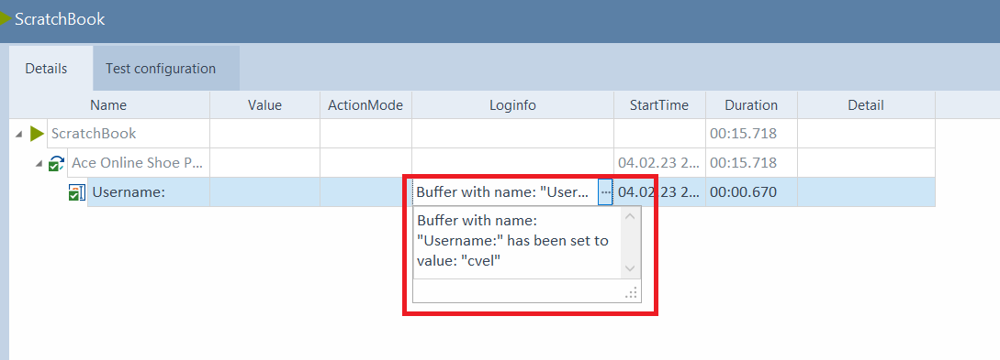 ScratchBook
Details Test configuration
Name Value ActionMode Loginfo StartTime Duration Detail
ScratchBook 00:15.718
Ace Online Shoe P... 04.02.23 2... 00:15.718
Username: Buffer with name: "User... ... 04.02.23 2... 00:00.670
Buffer with name:
"Username:" has been set to
value: "cvel"